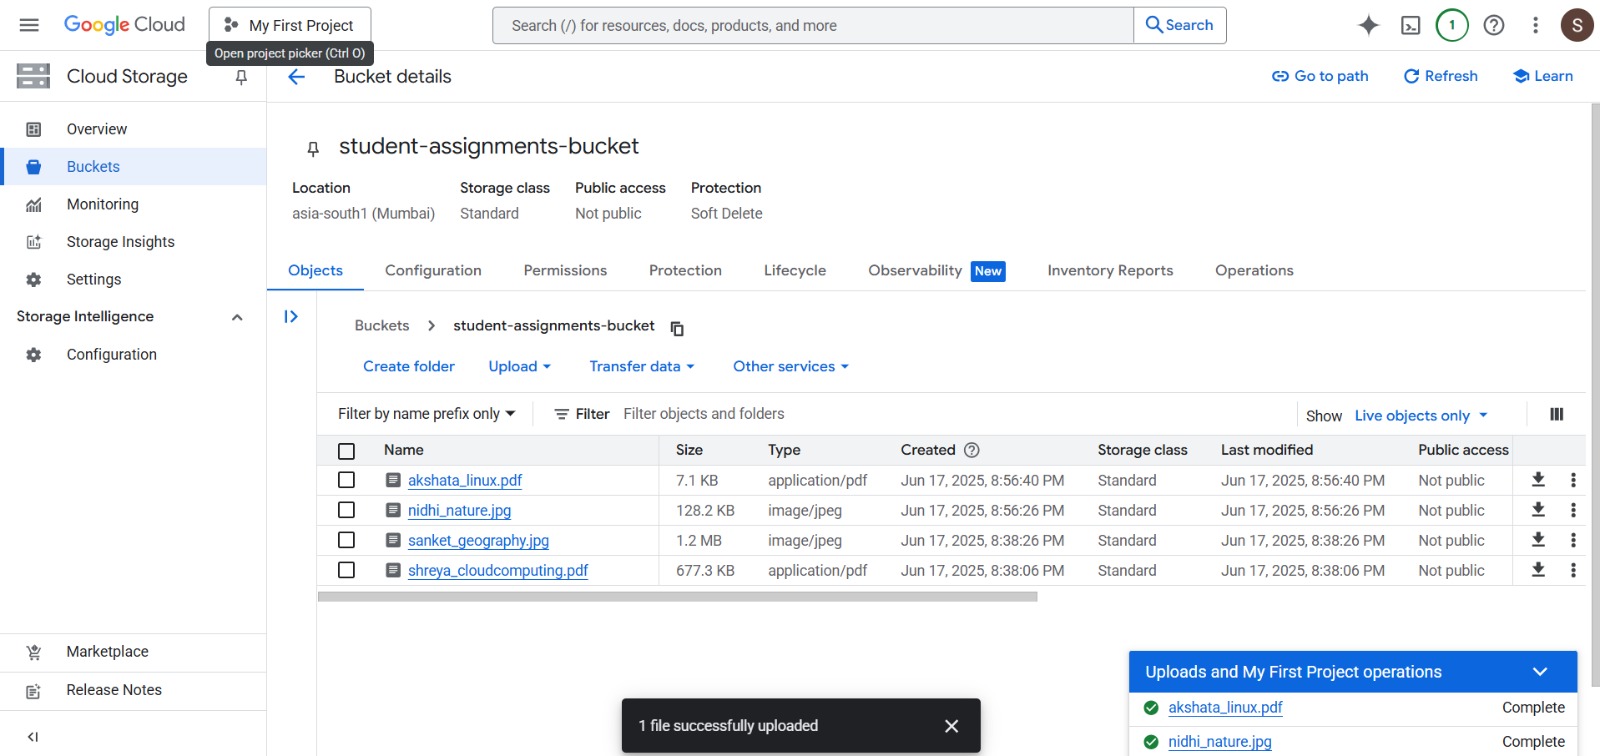 Google Cloud
My First Project
Search (/) for resources, docs, products, and more
Search
1
S
Open project picker (Ctrl O)
Cloud Storage
Bucket details
Go to path
Refresh
Learn
Overview
Buckets
Monitoring
Storage Insights
Settings
Storage Intelligence
Configuration
Marketplace
Release Notes
student-assignments-bucket
Location Storage class Public access Protection
asia-south1 (Mumbai) Standard Not public Soft Delete
Objects Configuration Permissions Protection Lifecycle Observability New Inventory Reports Operations
Buckets student-assignments-bucket
Create folder Upload Transfer data Other services
Filter by name prefix only Filter Filter objects and folders Show Live objects only
Name Size Type Created Storage class Last modified Public access
akshata_linux.pdf 7.1 KB application/pdf Jun 17, 2025, 8:56:40 PM Standard Jun 17, 2025, 8:56:40 PM Not public
nidhi_nature.jpg 128.2 KB image/jpeg Jun 17, 2025, 8:56:26 PM Standard Jun 17, 2025, 8:56:26 PM Not public
sanket_geography.jpg 1.2 MB image/jpeg Jun 17, 2025, 8:38:26 PM Standard Jun 17, 2025, 8:38:26 PM Not public
shreya_cloudcomputing.pdf 677.3 KB application/pdf Jun 17, 2025, 8:38:06 PM Standard Jun 17, 2025, 8:38:06 PM Not public
1 file successfully uploaded
Uploads and My First Project operations
akshata_linux.pdf Complete
nidhi_nature.jpg Complete